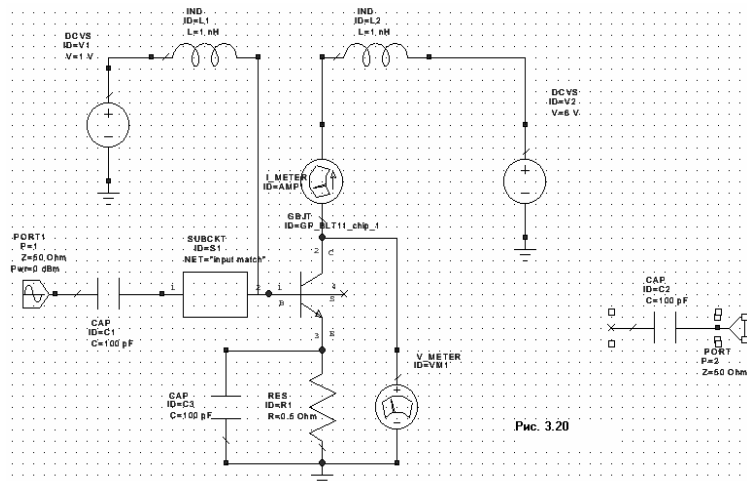 IND
ID=L1
L=1 nH
IND
ID=L2
L=1 nH
DCVS
ID=V1
V=1 V
DCVS
ID=V2
V=6 V
I_METER
ID=AMP1
GBJT
ID=GP_BLT11_chip_1
PORT1
P=1
Z=50 Ohm
Pwr=0 dBm
SUBCKT
ID=S1
NET="input match"
1
2
1
B
2
C
4
S
3
E
CAP
ID=C1
C=100 pF
CAP
ID=C2
C=100 pF
PORT
P=2
Z=50 Ohm
V_METER
ID=VM1
CAP
ID=C3
C=100 pF
RES
ID=R1
R=0.5 Ohm
Рис. 3.20